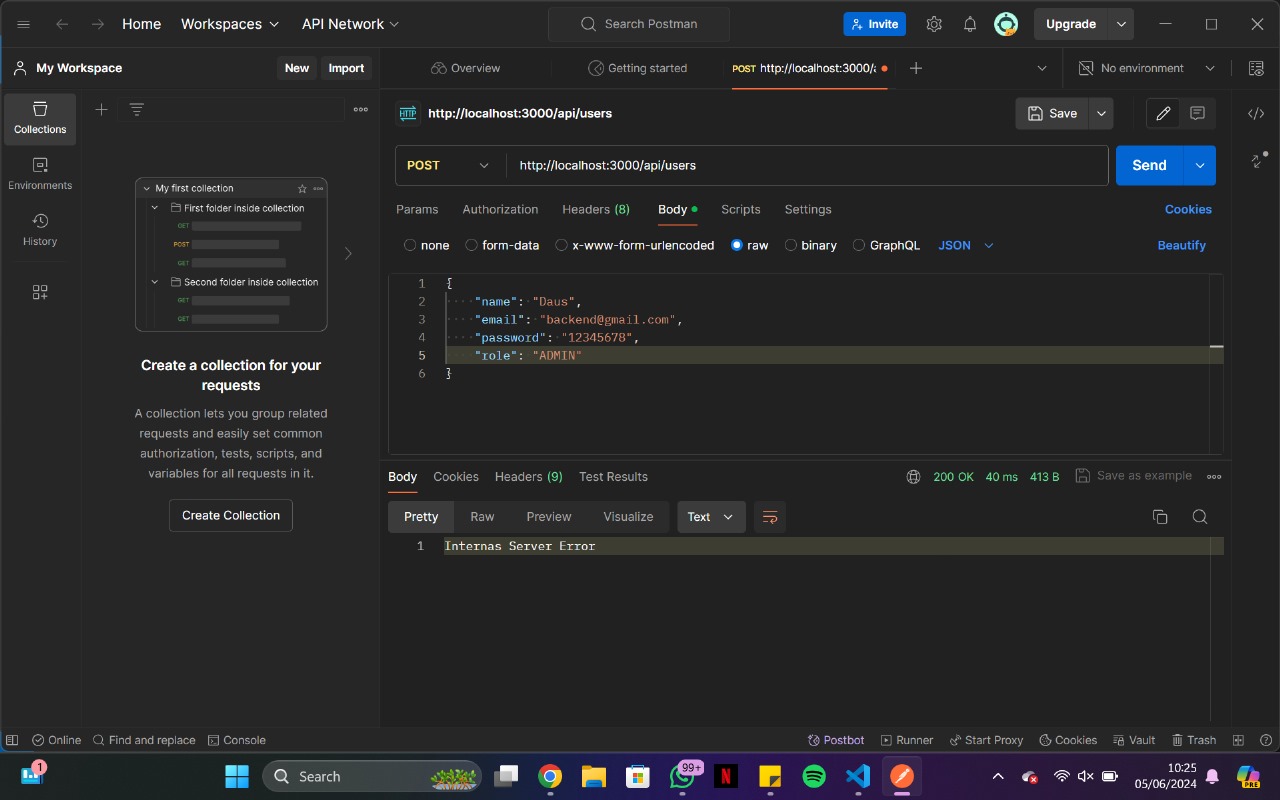 Home
Workspaces
API Network
Search Postman
Invite
Upgrade
My Workspace
New
Import
Overview
Getting started
POST http://localhost:3000/a
No environment
Collections
Environments
History
My first collection
First folder inside collection
GET
POST
GET
Second folder inside collection
GET
GET
Create a collection for your
requests
A collection lets you group related
requests and easily set common
authorization, tests, scripts, and
variables for all requests in it.
Create Collection
HTTP
http://localhost:3000/api/users
Save
POST
http://localhost:3000/api/users
Send
Params
Authorization
Headers (8)
Body
Scripts
Settings
Cookies
none
form-data
x-www-form-urlencoded
raw
binary
GraphQL
JSON
Beautify
1 {
2 "name": "Daus",
3 "email": "backend@gmail.com",
4 "password": "12345678",
5 "role": "ADMIN"
6 }
Body
Cookies
Headers (9)
Test Results
200 OK
40 ms
413 B
Save as example
Pretty
Raw
Preview
Visualize
Text
1 Internas Server Error
Online
Find and replace
Console
Postbot
Runner
Start Proxy
Cookies
Vault
Trash
1
Search
99+
N
10:25
05/06/2024
PRE